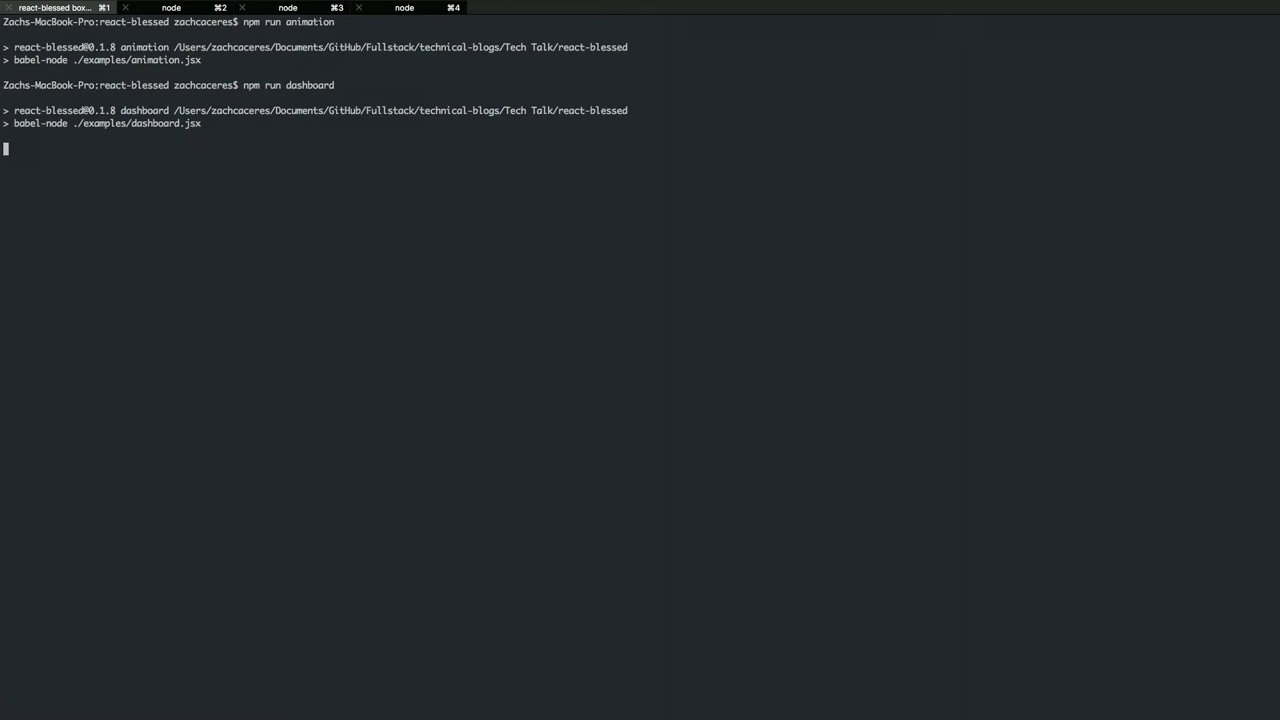 react-blessed box... ⌘1 node ⌘2 node ⌘3 node ⌘4
Zachs-MacBook-Pro:react-blessed zachcaceres$ npm run animation
> react-blessed@0.1.8 animation /Users/zachcaceres/Documents/GitHub/Fullstack/technical-blogs/Tech Talk/react-blessed
> babel-node ./examples/animation.jsx
Zachs-MacBook-Pro:react-blessed zachcaceres$ npm run dashboard
> react-blessed@0.1.8 dashboard /Users/zachcaceres/Documents/GitHub/Fullstack/technical-blogs/Tech Talk/react-blessed
> babel-node ./examples/dashboard.jsx